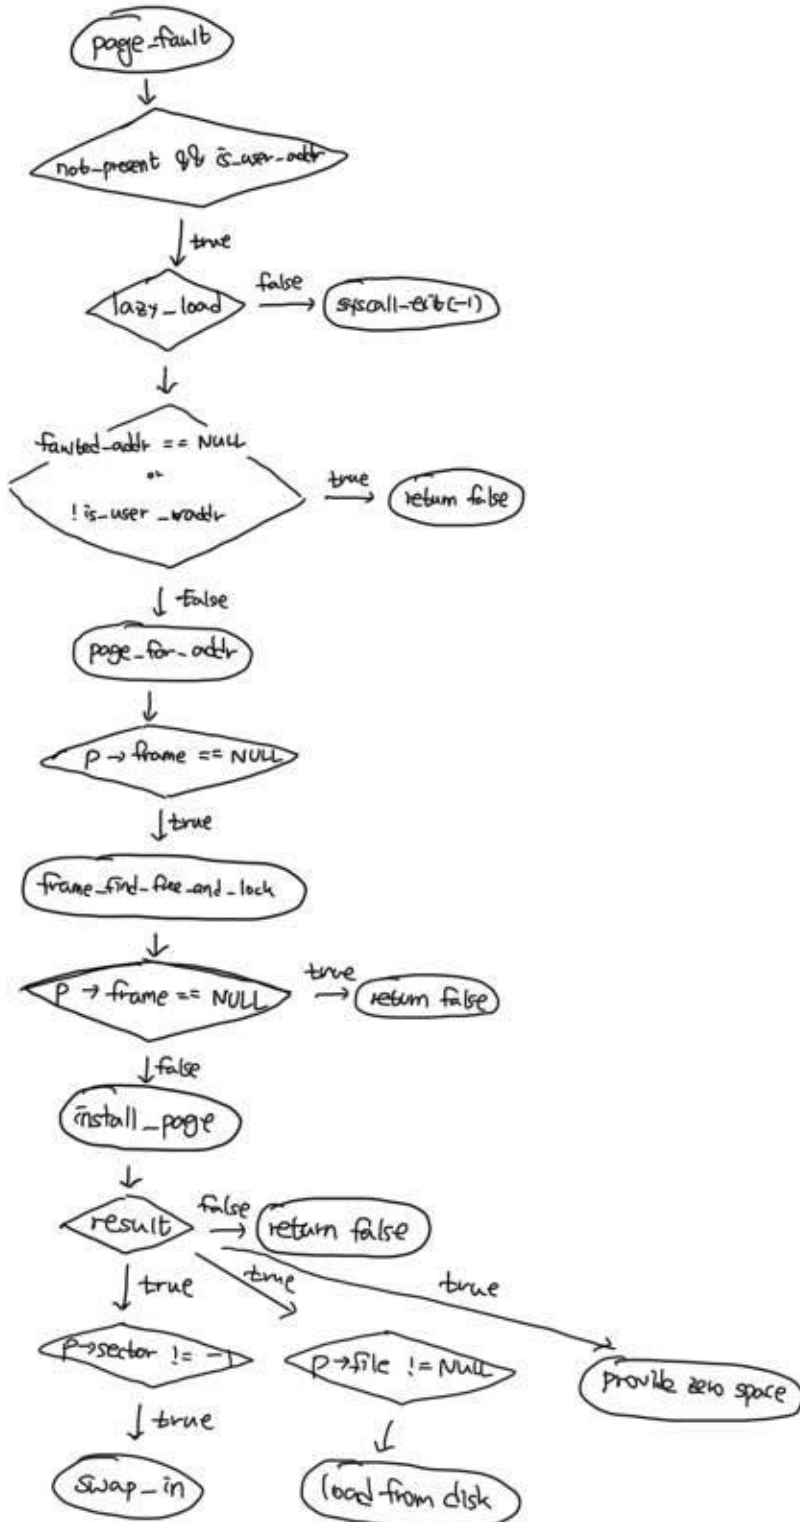 page_fault
not_present && is_user_addr
true
lazy_load
false
syscall_exit(-1)
faulted_addr == NULL
or
! is_user_vaddr
true
return false
false
page_for_addr
p → frame == NULL
true
frame_find_free_and_lock
p → frame == NULL
true
return false
false
install_page
result
false
return false
true
true
true
p→sector != -1
p→file != NULL
provide zero space
true
swap_in
load from disk